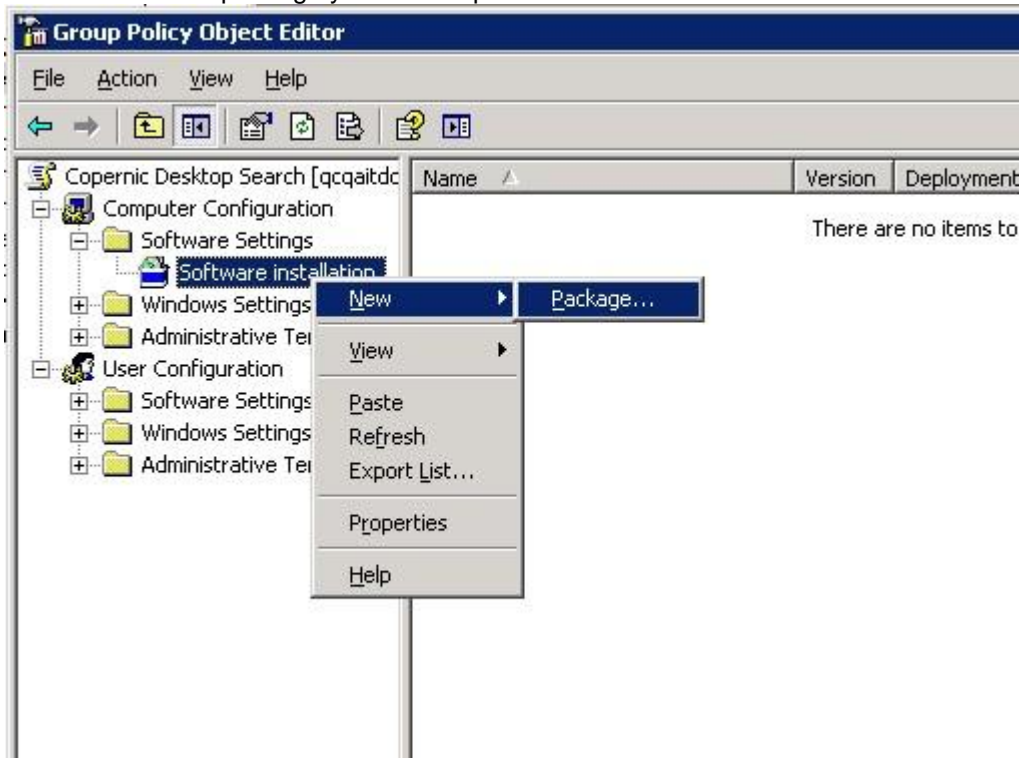 Group Policy Object Editor
File Action View Help
Copernic Desktop Search [qcqaitdc
Name Version Deployment
Computer Configuration
There are no items to
Software Settings
Software installation
New Package...
Windows Settings
Administrative Te
View
User Configuration
Software Settings
Paste
Windows Settings
Refresh
Administrative Te
Export List...
Properties
Help